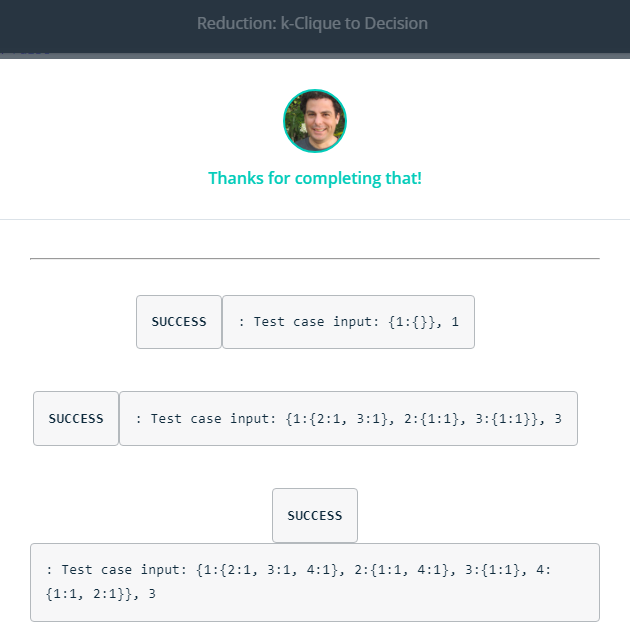 Reduction: k-Clique to Decision
Thanks for completing that!
SUCCESS : Test case input: {1:{}}, 1
SUCCESS : Test case input: {1:{2:1, 3:1}, 2:{1:1}, 3:{1:1}}, 3
SUCCESS
: Test case input: {1:{2:1, 3:1, 4:1}, 2:{1:1, 4:1}, 3:{1:1}, 4:
{1:1, 2:1}}, 3